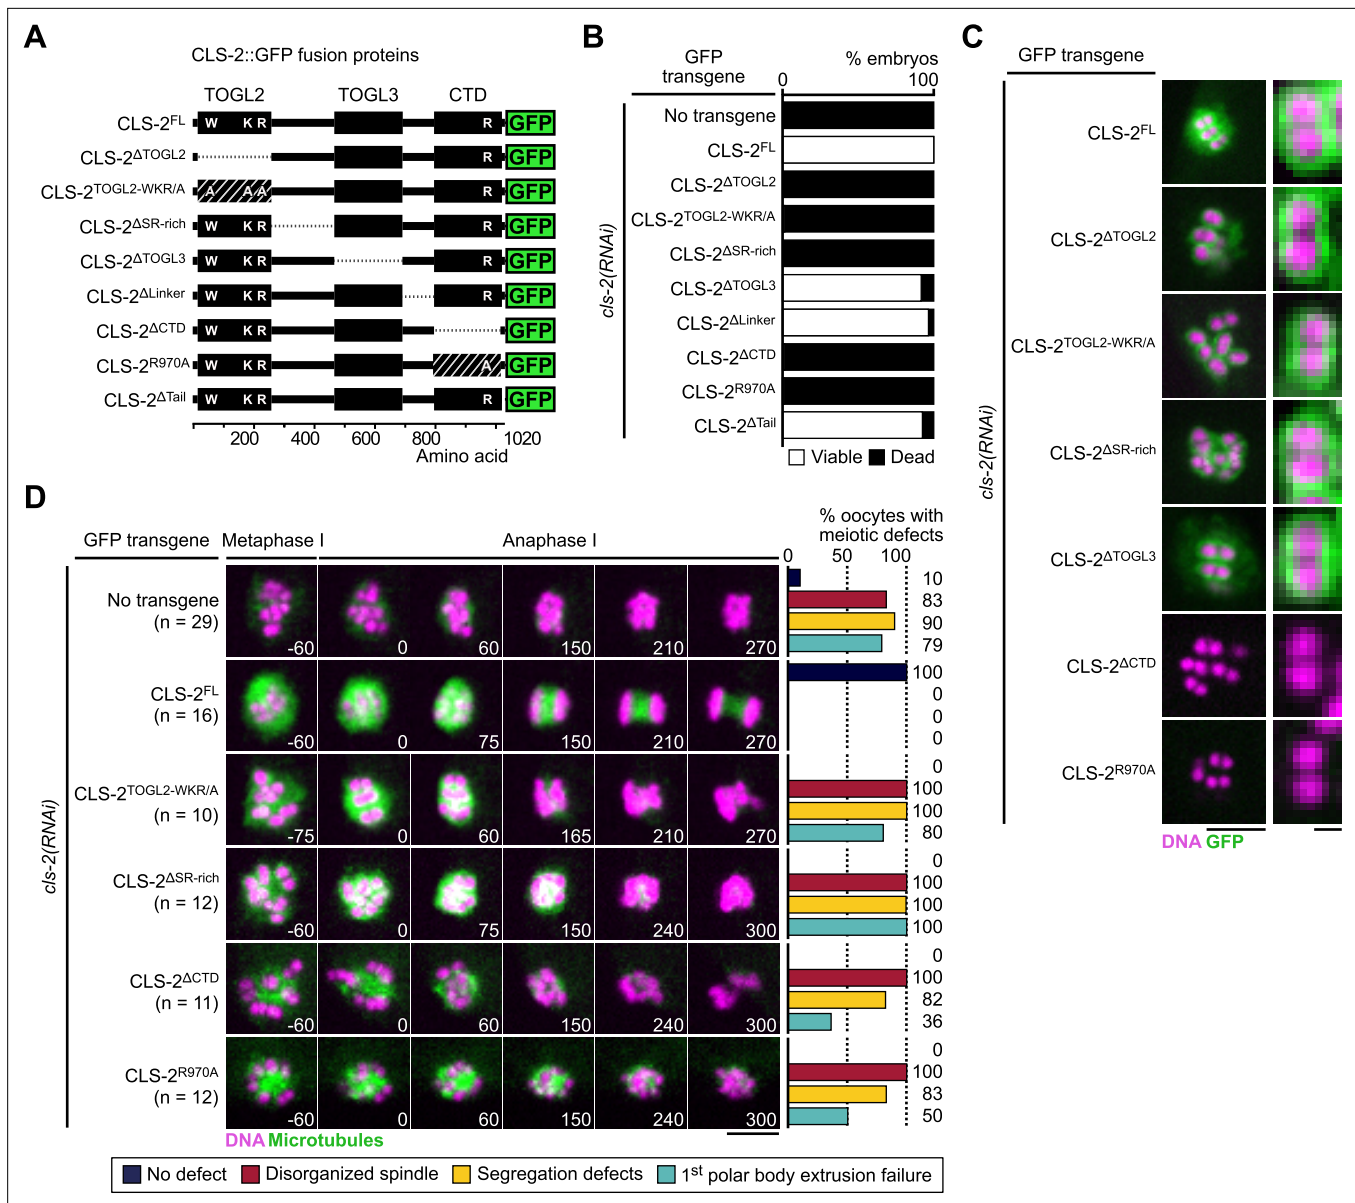 A
CLS-2::GFP fusion proteins
TOGL2 TOGL3 CTD
CLS-2FL W K R R GFP
CLS-2ΔTOGL2 R GFP
CLS-2TOGL2-WKR/A A A A R GFP
CLS-2ΔSR-rich W K R R GFP
CLS-2ΔTOGL3 W K R R GFP
CLS-2ΔLinker W K R R GFP
CLS-2ΔCTD W K R GFP
CLS-2R970A W K R A GFP
CLS-2ΔTail W K R R GFP
200 400 600 800 1020
Amino acid
B
GFP
transgene
% embryos
0 100
cls-2(RNAi)
No transgene
CLS-2FL
CLS-2ΔTOGL2
CLS-2TOGL2-WKR/A
CLS-2ΔSR-rich
CLS-2ΔTOGL3
CLS-2ΔLinker
CLS-2ΔCTD
CLS-2R970A
CLS-2ΔTail
Viable Dead
C
GFP transgene
cls-2(RNAi)
CLS-2FL
CLS-2ΔTOGL2
CLS-2TOGL2-WKR/A
CLS-2ΔSR-rich
CLS-2ΔTOGL3
CLS-2ΔCTD
CLS-2R970A
DNA GFP
D
GFP transgene Metaphase I Anaphase I
% oocytes with
meiotic defects
0 50 100
cls-2(RNAi)
No transgene
(n = 29)
-60 0 60 150 210 270
10
83
90
79
CLS-2FL
(n = 16)
-60 0 75 150 210 270
100
0
0
0
CLS-2TOGL2-WKR/A
(n = 10)
-75 0 60 165 210 270
0
100
100
80
CLS-2ΔSR-rich
(n = 12)
-60 0 75 150 240 300
0
100
100
100
CLS-2ΔCTD
(n = 11)
-60 0 60 150 240 300
0
100
82
36
CLS-2R970A
(n = 12)
-60 0 60 150 240 300
0
100
83
50
DNA Microtubules
No defect Disorganized spindle Segregation defects 1st polar body extrusion failure